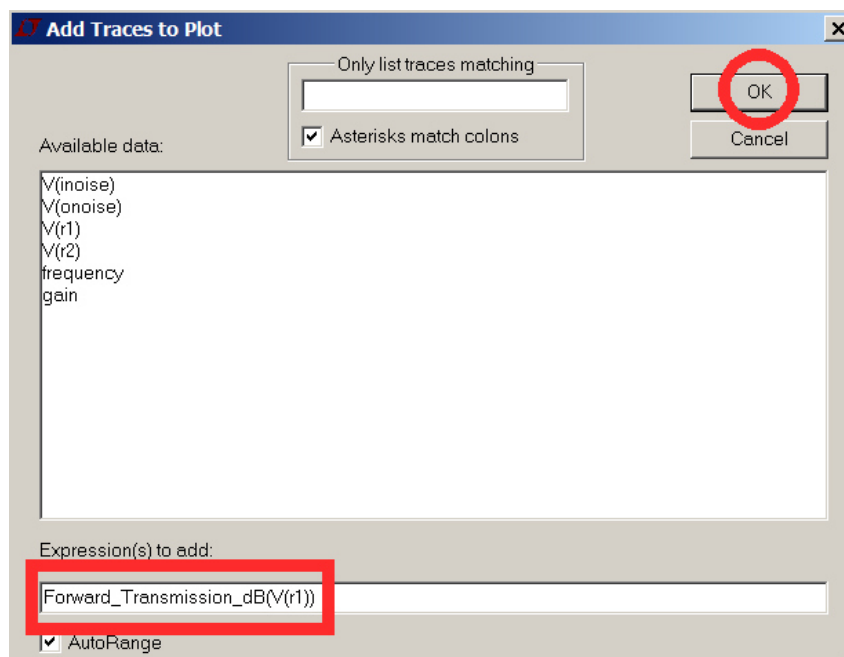 Add Traces to Plot
Only list traces matching
OK
Asterisks match colons
Cancel
Available data:
V(inoise)
V(onoise)
V(r1)
V(r2)
frequency
gain
Expression(s) to add:
Forward_Transmission_dB(V(r1))
AutoRange